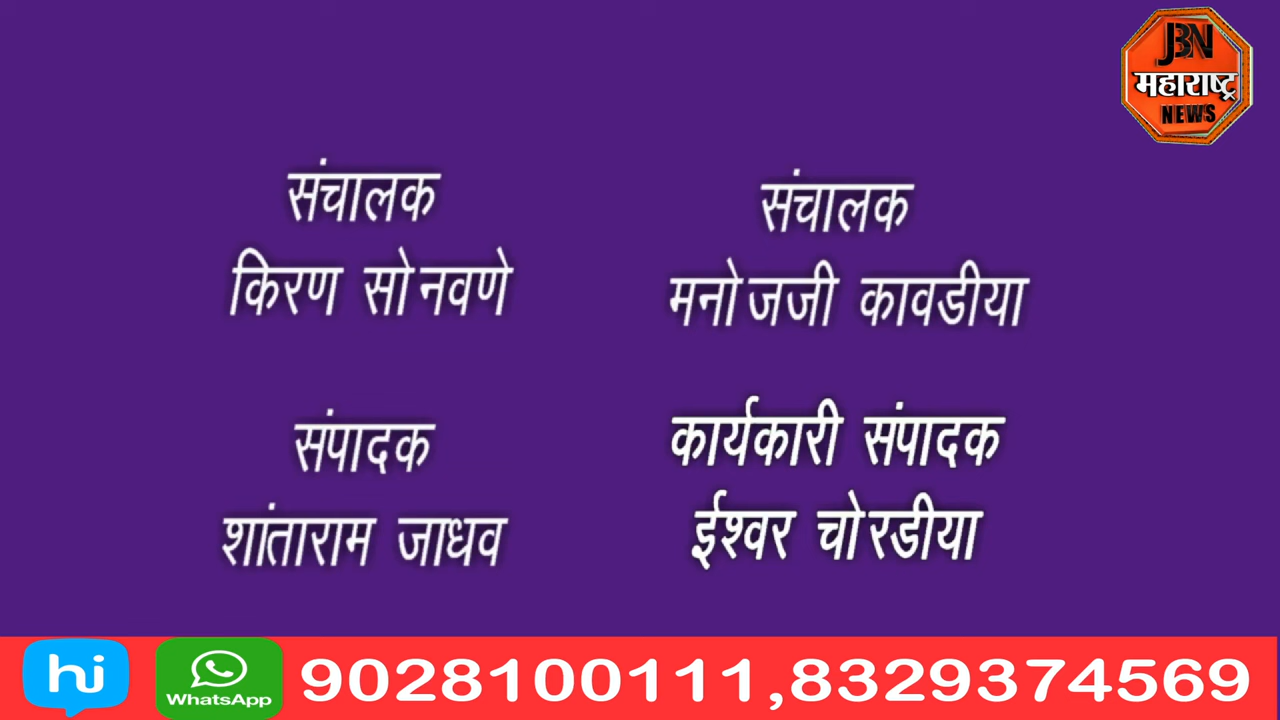 JBN
महाराष्ट्र
NEWS
संचालक
किरण सोनवणे
संचालक
मनोजजी कावडीया
संपादक
शांताराम जाधव
कार्यकारी संपादक
ईश्वर चोरडीया
hi
WhatsApp
9028100111,8329374569